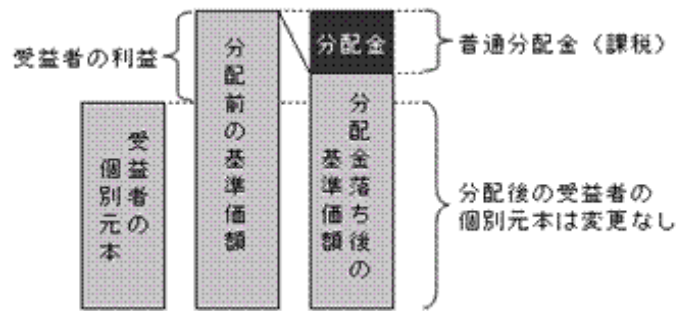 受益者の利益
受益者の
個別元本
分配前の基準価額
分配金
分配金落ち後の
基準価額
普通分配金（課税）
分配後の受益者の
個別元本は変更なし